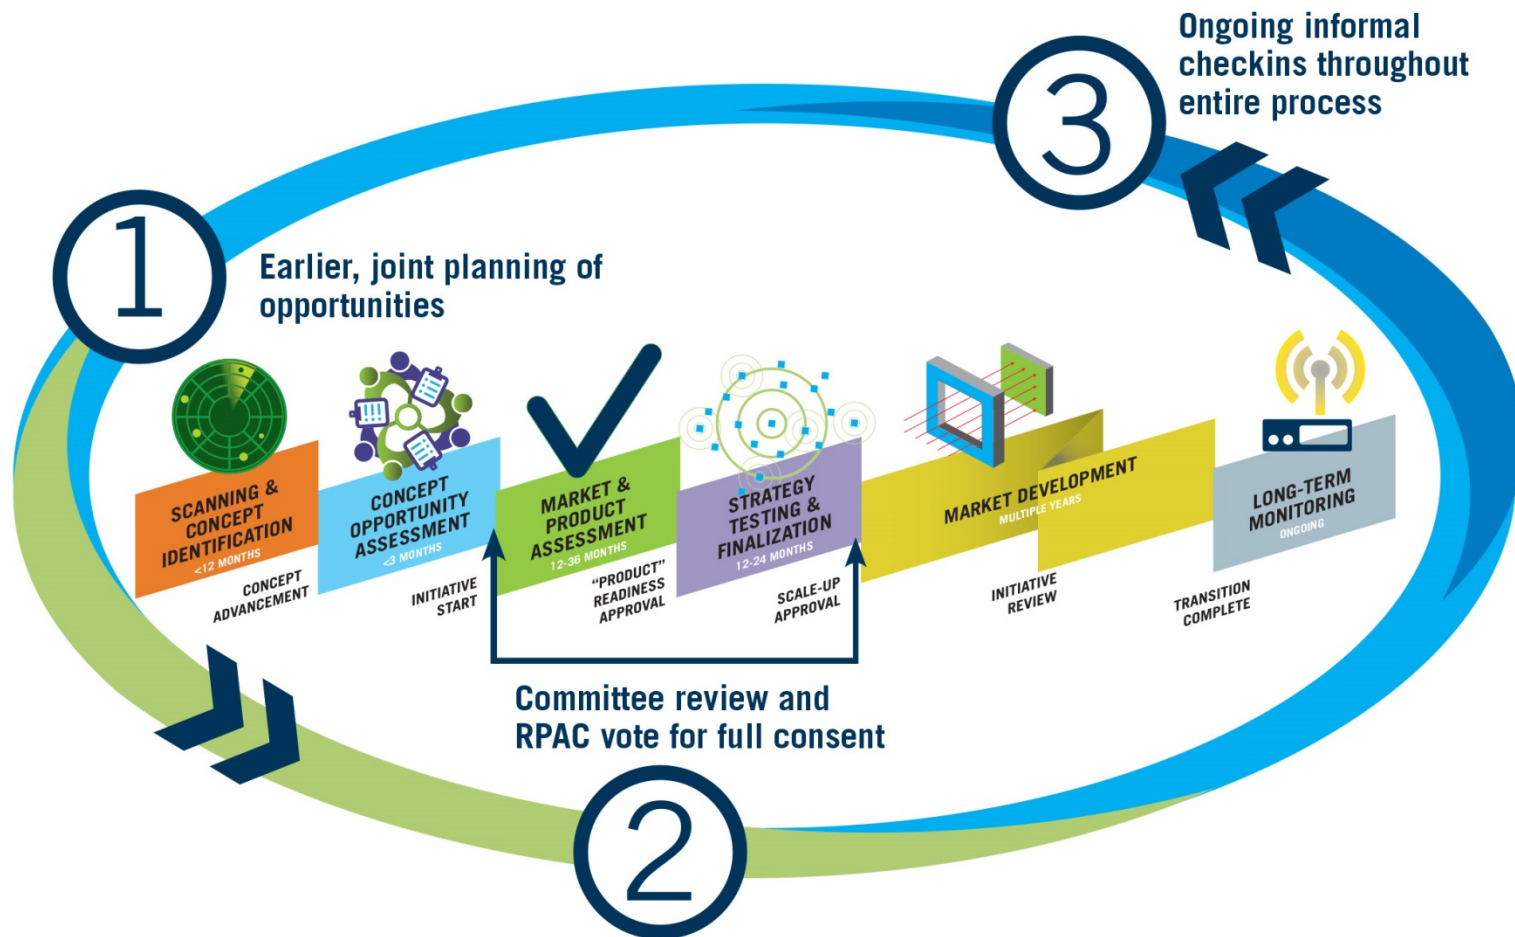 Ongoing informal
checkins throughout
entire process
3
1
Earlier, joint planning of
opportunities
SCANNING &
CONCEPT
IDENTIFICATION
<12 MONTHS
CONCEPT
ADVANCEMENT
CONCEPT
OPPORTUNITY
ASSESSMENT
<3 MONTHS
INITIATIVE
START
MARKET &
PRODUCT
ASSESSMENT
12-36 MONTHS
“PRODUCT”
READINESS
APPROVAL
STRATEGY
TESTING &
FINALIZATION
12-24 MONTHS
SCALE-UP
APPROVAL
MARKET DEVELOPMENT
MULTIPLE YEARS
INITIATIVE
REVIEW
TRANSITION
COMPLETE
LONG-TERM
MONITORING
ONGOING
Committee review and
RPAC vote for full consent
2